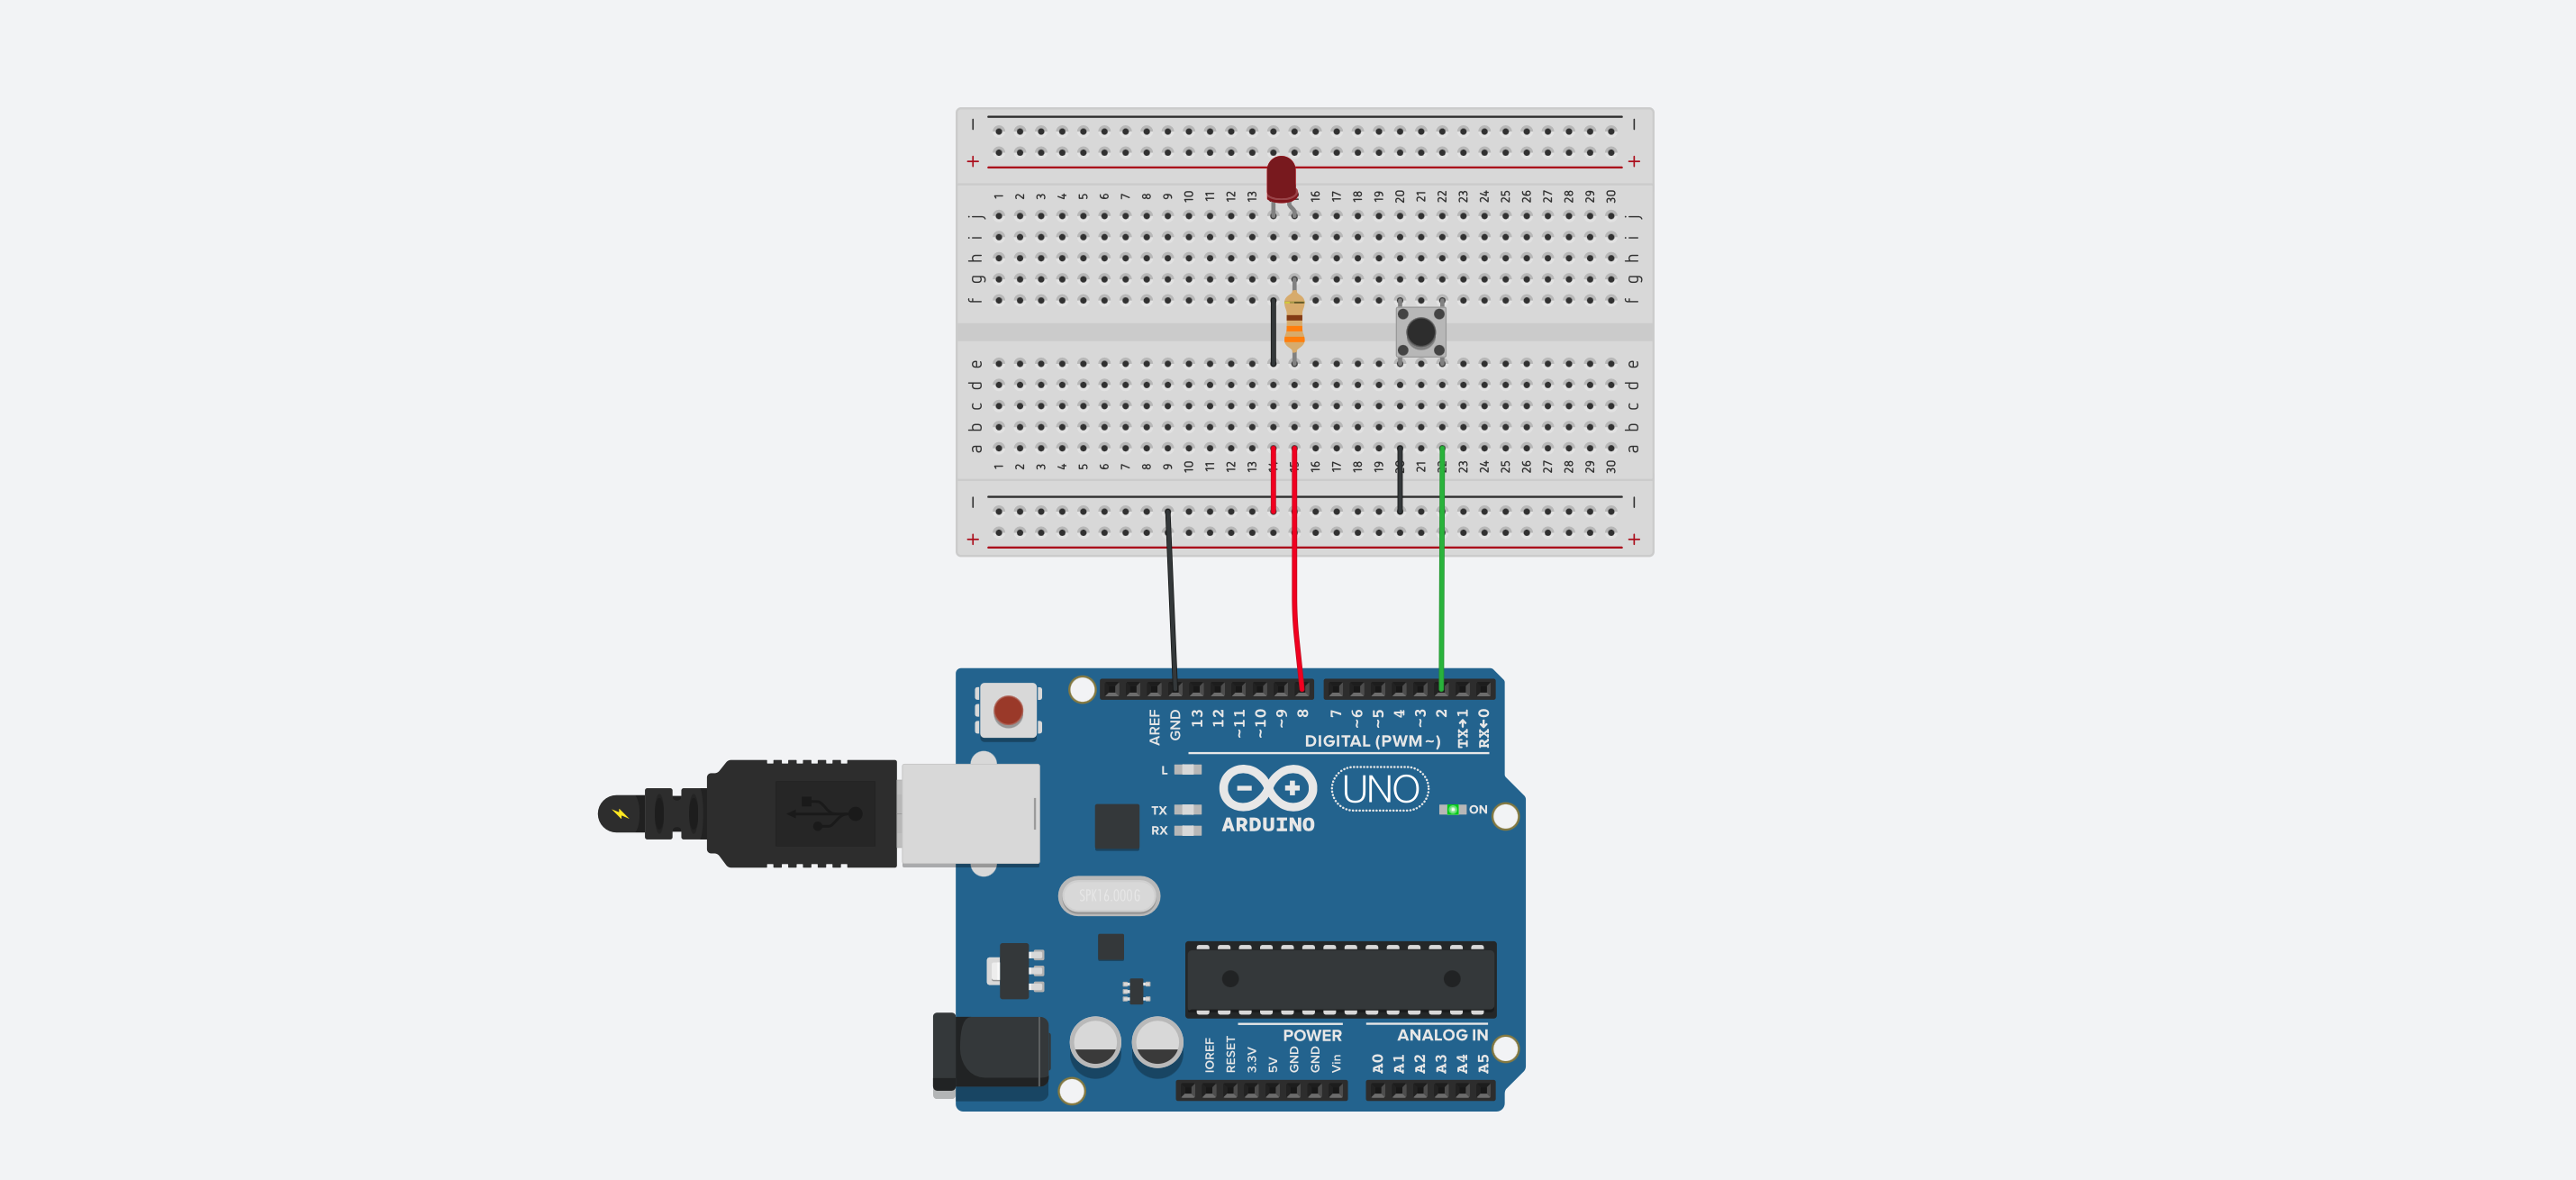 − −
+ +
1 2 3 4 5 6 7 8 9 10 11 12 13 16 17 18 19 20 21 22 23 24 25 26 27 28 29 30
j j
i i
h h
g g
f f
e e
d d
c c
b b
a a
1 2 3 4 5 6 7 8 9 10 11 12 13 16 17 18 19 21 23 24 25 26 27 28 29 30
− −
+ +
AREF GND 13 12 ~11 ~10 ~9 8 7 ~6 ~5 4 ~3 2 TX→1 RX←0
DIGITAL (PWM~)
L
TX
RX
UNO
ON
ARDUINO
SPK16.000G
POWER ANALOG IN
IOREF RESET 3.3V 5V GND GND Vin A0 A1 A2 A3 A4 A5